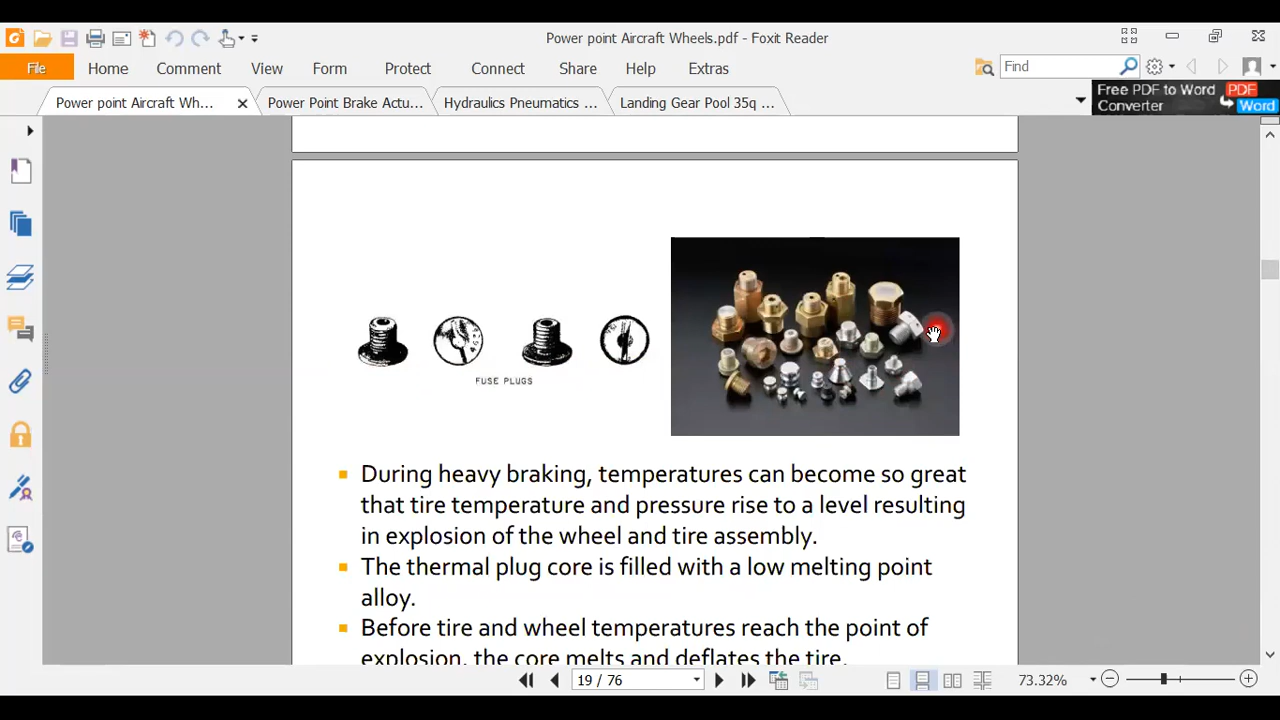 Power point Aircraft Wheels.pdf - Foxit Reader
File Home Comment View Form Protect Connect Share Help Extras
Find
Power point Aircraft Wh... Power Point Brake Actu... Hydraulics Pneumatics ... Landing Gear Pool 35q ...
Free PDF to Word
Converter
PDF
Word
FUSE PLUGS
During heavy braking, temperatures can become so great
that tire temperature and pressure rise to a level resulting
in explosion of the wheel and tire assembly.
The thermal plug core is filled with a low melting point
alloy.
Before tire and wheel temperatures reach the point of
explosion, the core melts and deflates the tire.
19 / 76
73.32%